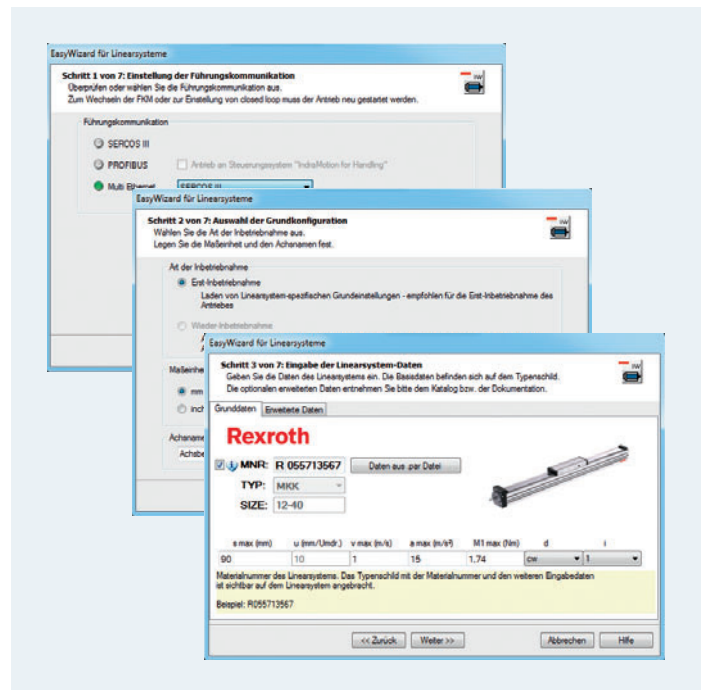 EasyWizard für Linearsysteme
Schritt 1 von 7: Einstellung der Führungskommunikation
Überprüfen oder wählen Sie die Führungskommunikation aus.
Zum Wechseln der FKM oder zur Einstellung von closed loop muss der Antrieb neu gestartet werden.
Führungskommunikation
SERCOS III
PROFIBUS Antrieb an Steuerungssystem "IndraMotion for Handling"
Multi Ethernet SERCOS III
EasyWizard für Linearsysteme
Schritt 2 von 7: Auswahl der Grundkonfiguration
Wählen Sie die Art der Inbetriebnahme aus.
Legen Sie die Maßeinheit und den Achsnamen fest.
Art der Inbetriebnahme
Erst-Inbetriebnahme
Laden von Linearsystem-spezifischen Grundeinstellungen - empfohlen für die Erst-Inbetriebnahme des
Antriebes
Wieder-Inbetriebnahme
mm
inch
EasyWizard für Linearsysteme
Schritt 3 von 7: Eingabe der Linearsystem-Daten
Geben Sie die Daten des Linearsystems ein. Die Basisdaten befinden sich auf dem Typenschild.
Die optionalen erweiterten Daten entnehmen Sie bitte dem Katalog bzw. der Dokumentation.
Grunddaten Erweiterte Daten
Rexroth
MNR: R 055713567 Daten aus .par Datei
TYP: MKK
SIZE: 12-40
s max (mm) u (mm/Umdr.) v max (m/s) a max (m/s²) M1 max (Nm) d i
90 10 1 15 1,74 cw 1
Materialnummer des Linearsystems. Das Typenschild mit der Materialnummer und den weiteren Eingabedaten
ist sichtbar auf dem Linearsystem angebracht.
Beispiel: R055713567
<< Zurück Weiter >> Abbrechen Hilfe